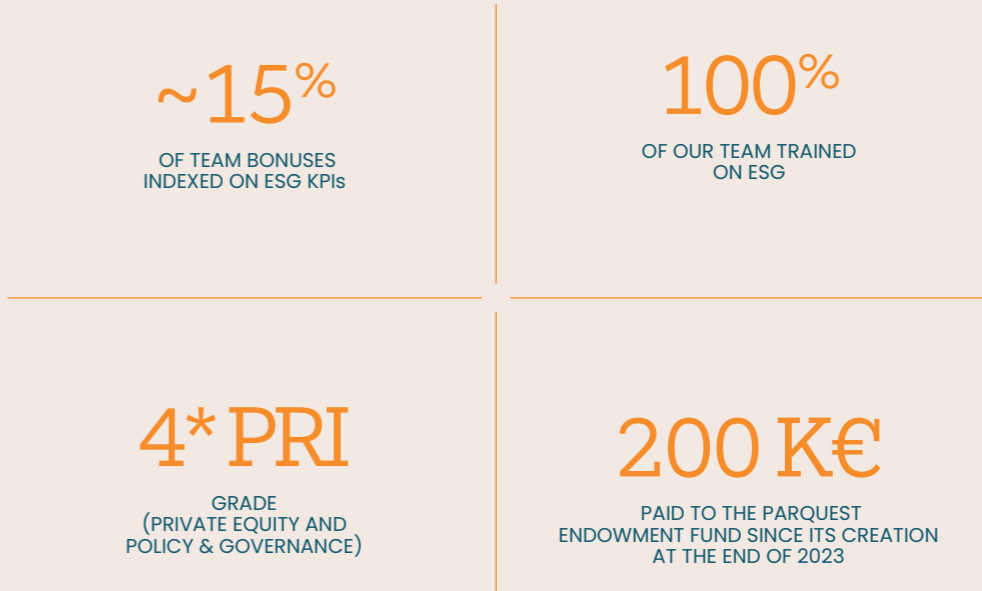 ~15%
OF TEAM BONUSES
INDEXED ON ESG KPIs
100%
OF OUR TEAM TRAINED
ON ESG
4* PRI
GRADE
(PRIVATE EQUITY AND
POLICY & GOVERNANCE)
200 K€
PAID TO THE PARQUEST
ENDOWMENT FUND SINCE ITS CREATION
AT THE END OF 2023